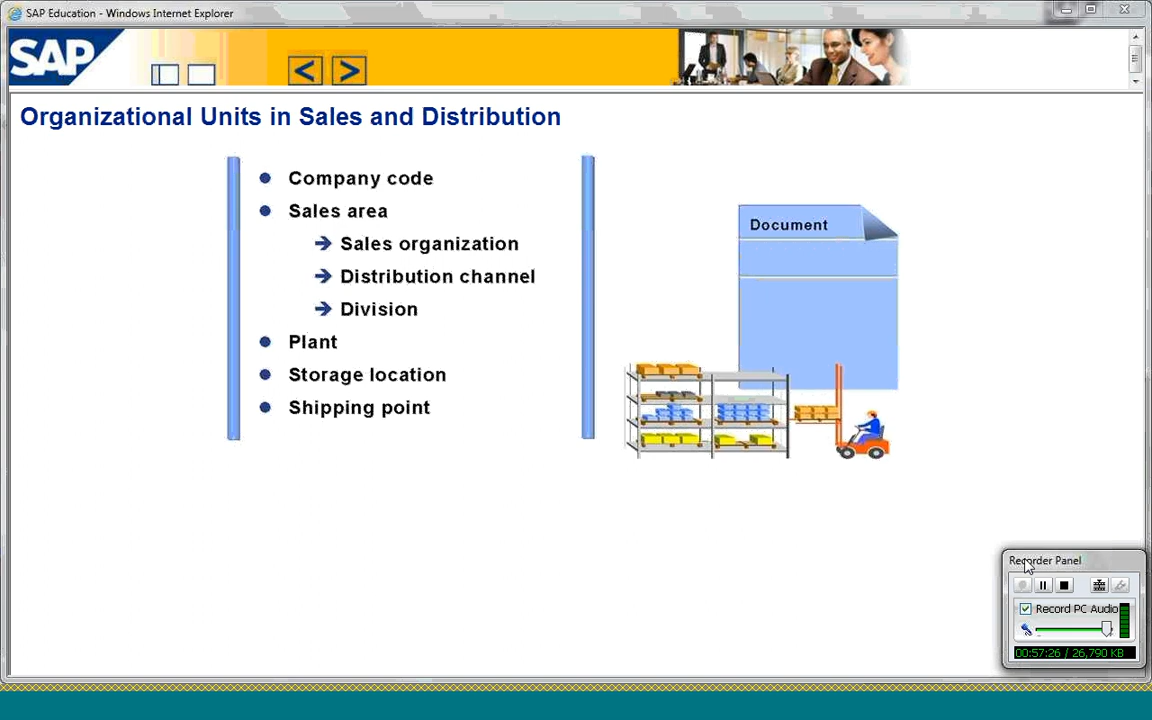 SAP Education - Windows Internet Explorer
SAP
Organizational Units in Sales and Distribution
Company code
Sales area
Sales organization
Distribution channel
Division
Plant
Storage location
Shipping point
Document
Recorder Panel
Record PC Audio
00:57:26 / 26,790 KB